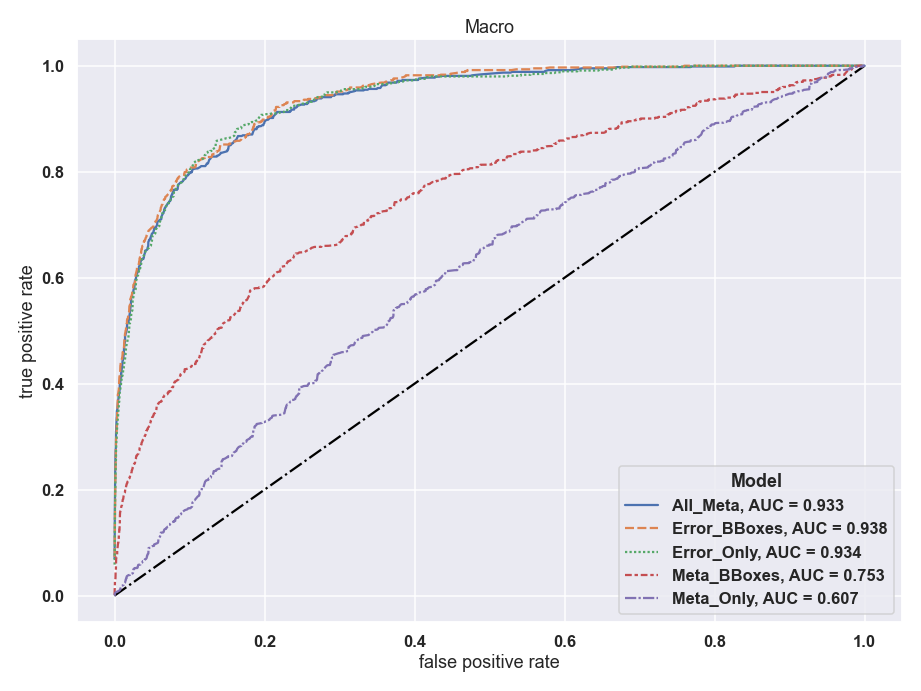 Macro
1.0
0.8
0.6
0.4
0.2
0.0
true positive rate
0.0 0.2 0.4 0.6 0.8 1.0
false positive rate
Model
All_Meta, AUC = 0.933
Error_BBoxes, AUC = 0.938
Error_Only, AUC = 0.934
Meta_BBoxes, AUC = 0.753
Meta_Only, AUC = 0.607